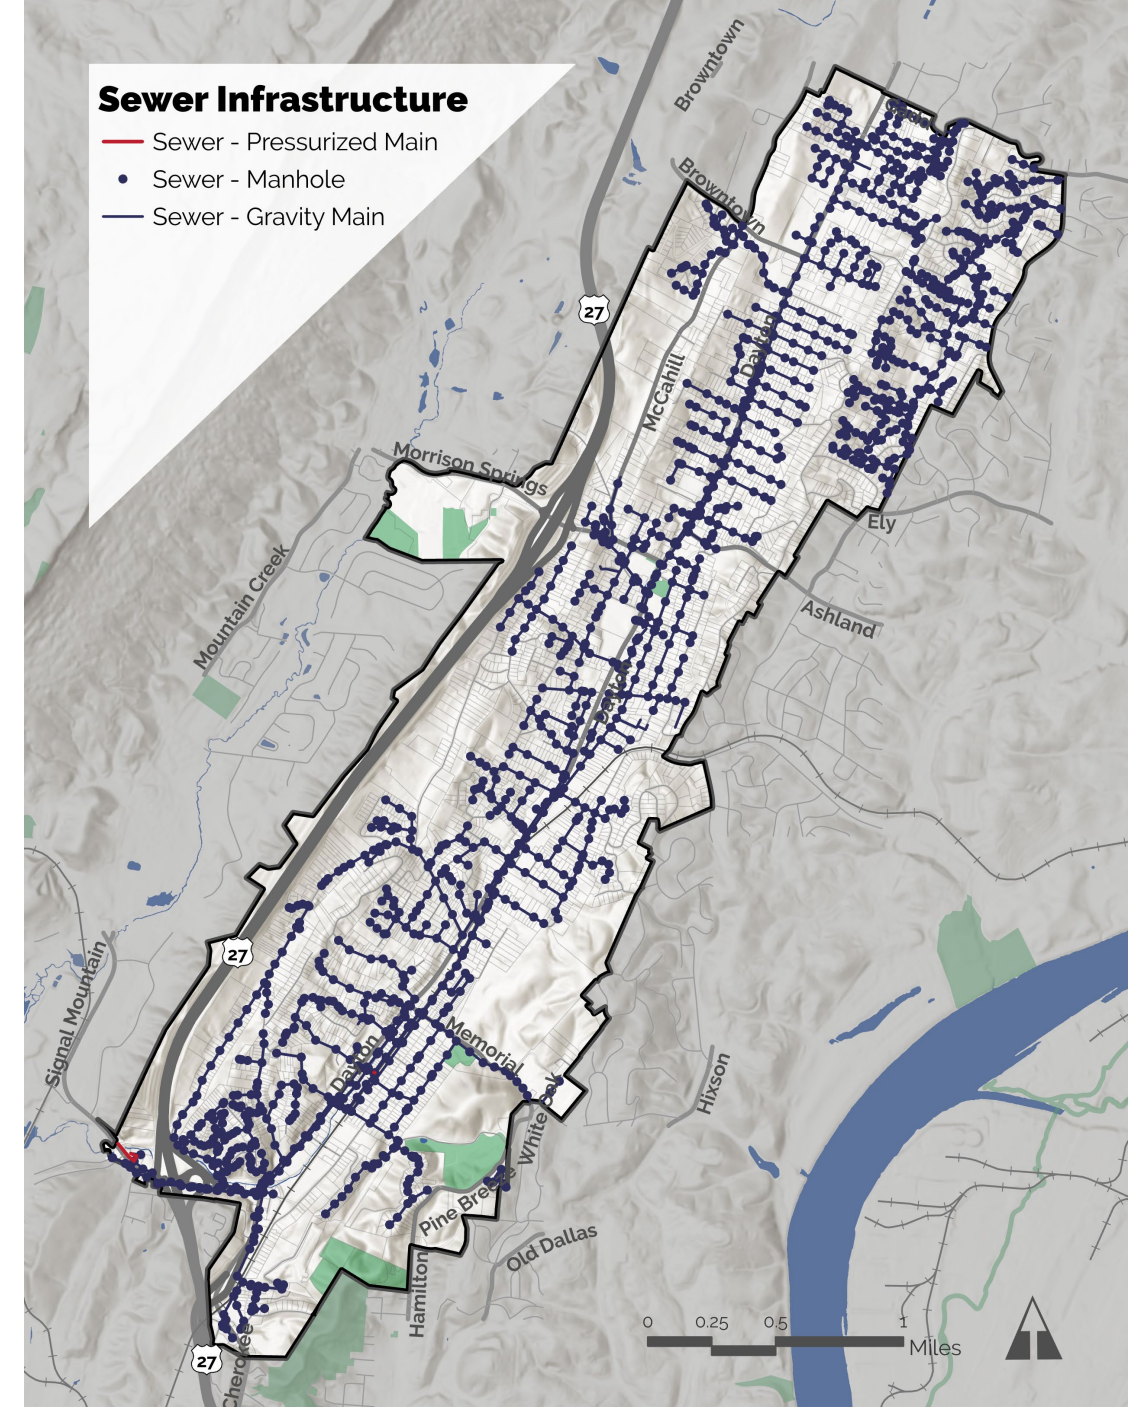 Sewer Infrastructure
Sewer - Pressurized Main
Sewer - Manhole
Sewer - Gravity Main
Browntown
Browntown
27
Dayton
McCahill
Morrison Springs
Ely
Mountain Creek
Ashland
Dayton
27
Signal Mountain
Memorial
Dayton
Hixson
White Oak
Pine Breeze
Old Dallas
Hamilton
0 0.25 0.5 1
Miles
27
Cherokee